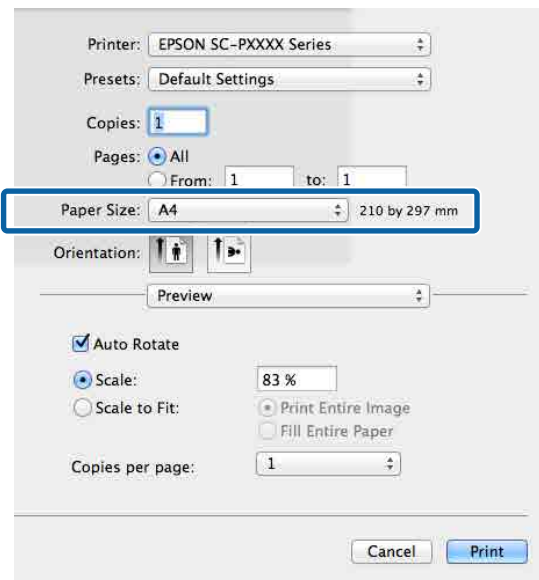 Printer: EPSON SC-PXXXX Series
Presets: Default Settings
Copies: 1
Pages: All
From: 1 to: 1
Paper Size: A4 210 by 297 mm
Orientation:
Preview
Auto Rotate
Scale: 83 %
Scale to Fit: Print Entire Image
Fill Entire Paper
Copies per page: 1
Cancel Print